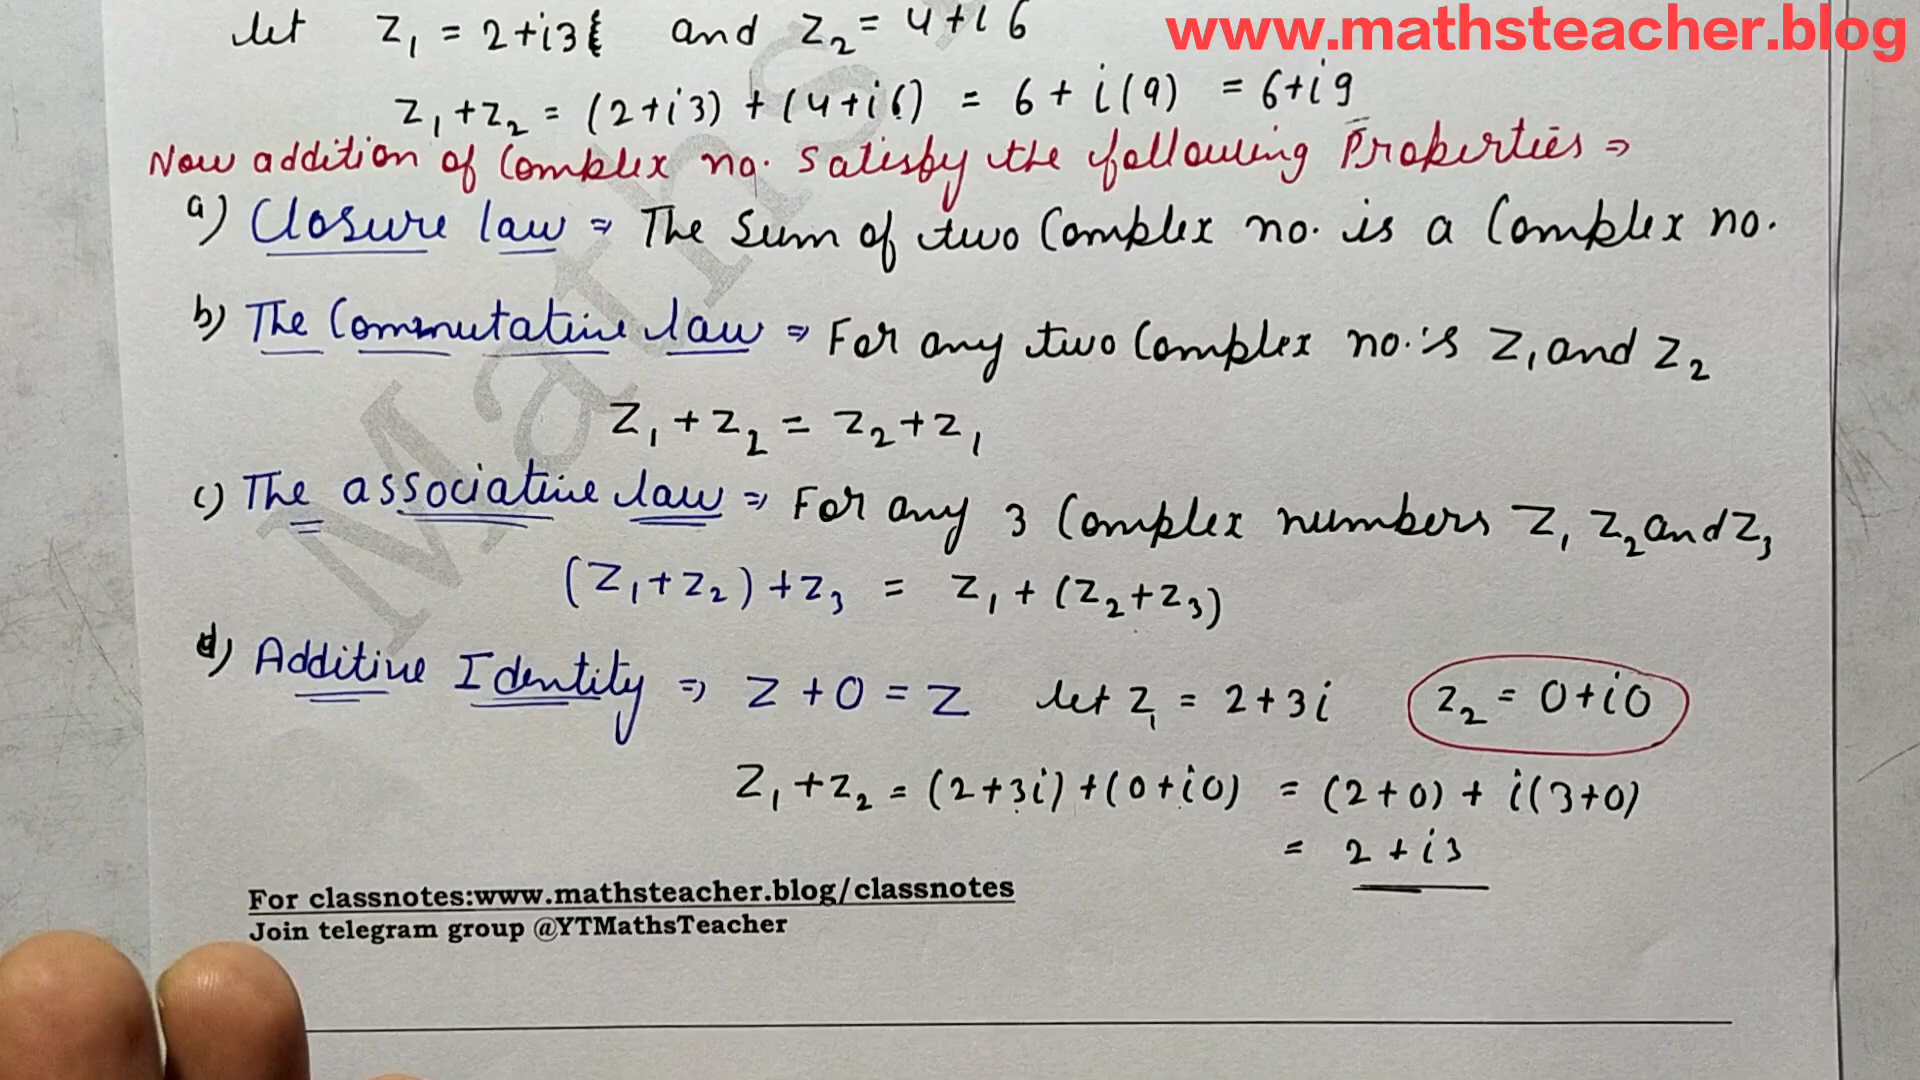 www.mathsteacher.blog
let Z₁ = 2+i3 and Z₂ = 4+i6
Z₁+Z₂ = (2+i3) + (4+i6) = 6 + i(9) = 6+i9
Now addition of Complex no. satisfy the following Properties ⇒
a) Closure law ⇒ The Sum of two Complex no. is a Complex no.
b) The Commutative law ⇒ For any two Complex no.'s Z₁ and Z₂
Z₁ + Z₂ = Z₂ + Z₁
c) The associative law ⇒ For any 3 Complex numbers Z₁ Z₂ and Z₃
(Z₁+Z₂)+Z₃ = Z₁ + (Z₂+Z₃)
d) Additive Identity ⇒ Z + 0 = Z let Z₁ = 2+3i Z₂ = 0+i0
Z₁+Z₂ = (2+3i)+(0+i0) = (2+0) + i(3+0)
= 2+i3
For classnotes:www.mathsteacher.blog/classnotes
Join telegram group @YTMathsTeacher
Maths